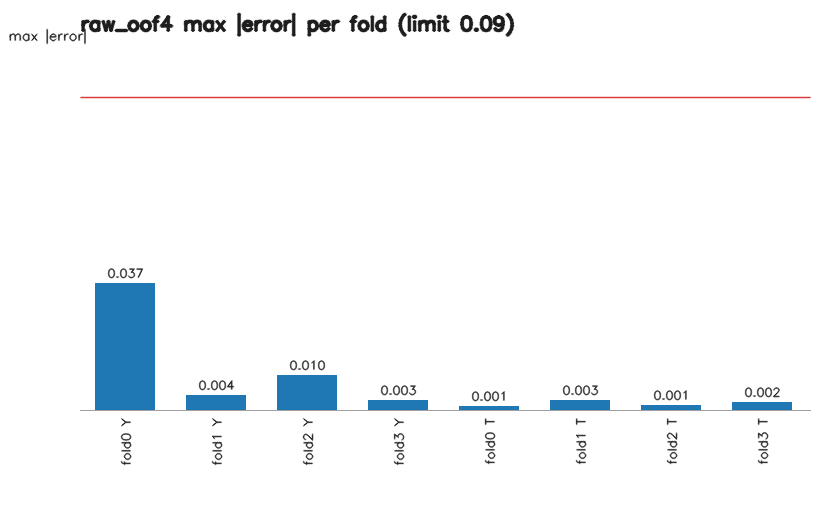 raw_oof4 max |error| per fold (limit 0.09)
max |error|
0.037
0.004
0.010
0.003
0.001
0.003
0.001
0.002
fold0 Y
fold1 Y
fold2 Y
fold3 Y
fold0 T
fold1 T
fold2 T
fold3 T